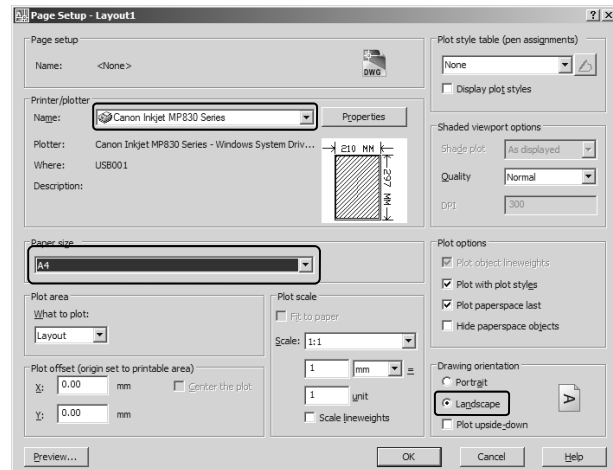 Page Setup - Layout1
Page setup
Name: <None>
DWG
Printer/plotter
Name: Canon Inkjet MP830 Series
Properties
Plotter: Canon Inkjet MP830 Series - Windows System Driv...
Where: USB001
Description:
210 MM
297 MM
Paper size
A4
Plot area
What to plot:
Layout
Plot scale
Fit to paper
Scale: 1:1
1 mm =
1 unit
Scale lineweights
Plot offset (origin set to printable area)
X: 0.00 mm
Center the plot
Y: 0.00 mm
Plot style table (pen assignments)
None
Display plot styles
Shaded viewport options
Shade plot As displayed
Quality Normal
DPI 300
Plot options
Plot object lineweights
Plot with plot styles
Plot paperspace last
Hide paperspace objects
Drawing orientation
Portrait
Landscape
A
Plot upside-down
Preview...
OK
Cancel
Help